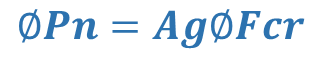 ∅Pn = Ag∅Fcr